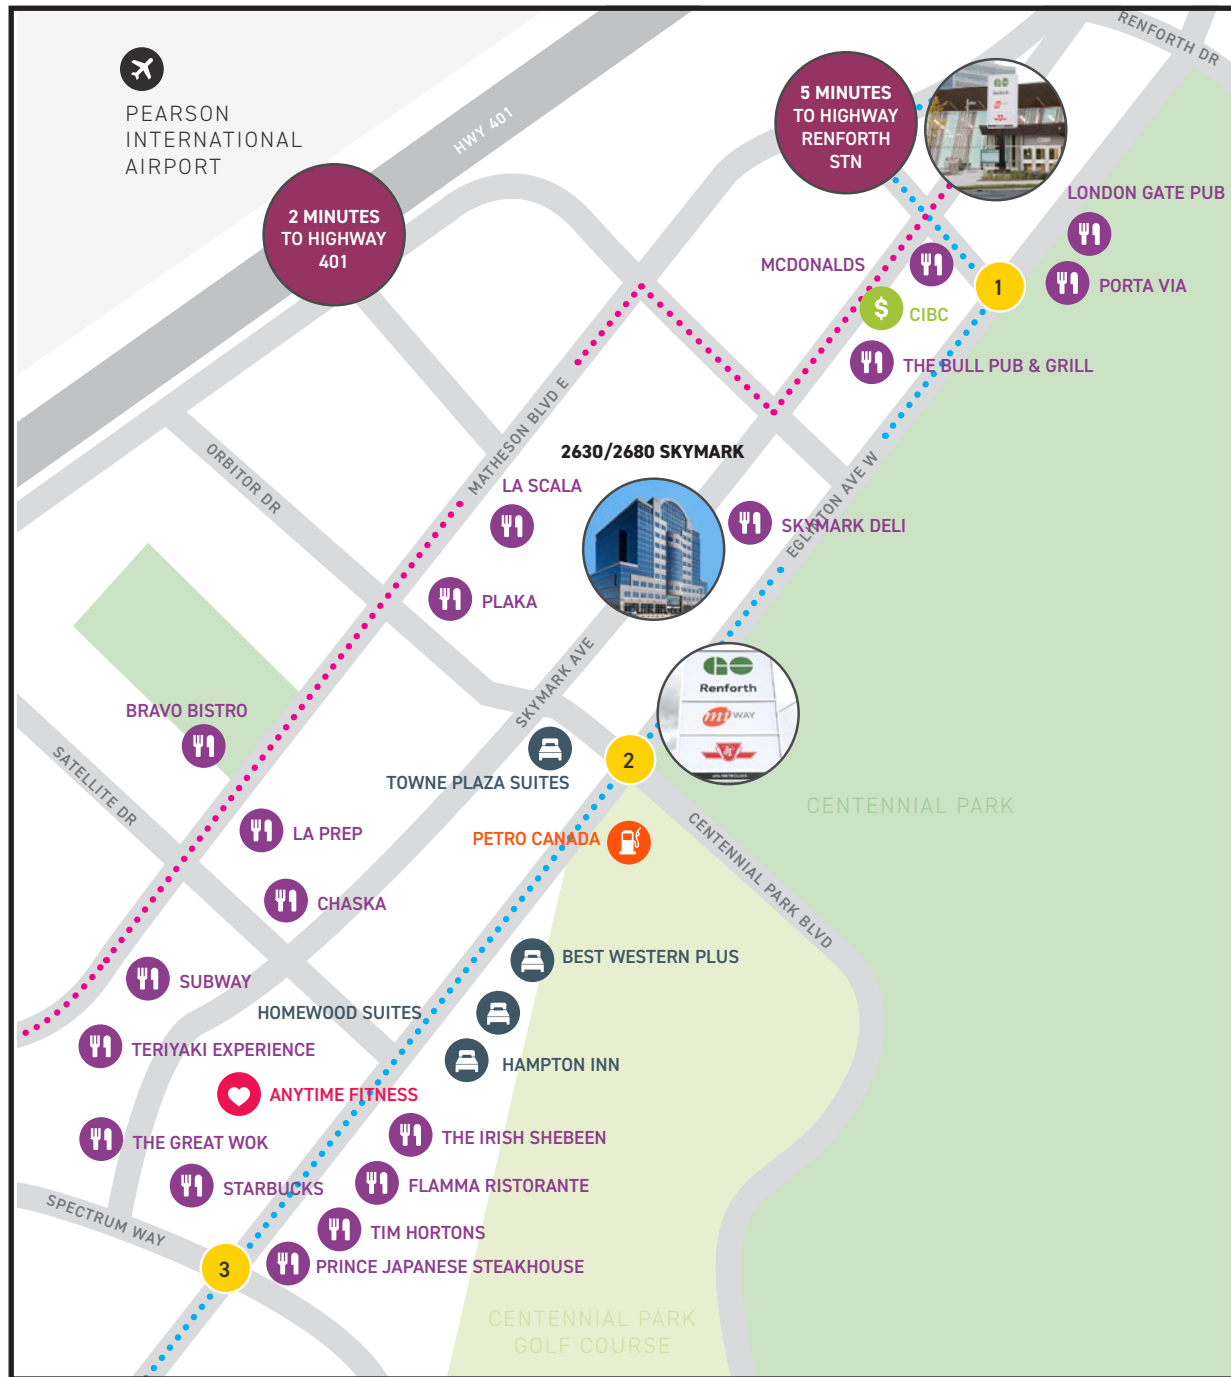 RENFORTH DR
PEARSON
INTERNATIONAL
AIRPORT
HWY 401
5 MINUTES
TO HIGHWAY
RENFORTH
STN
2 MINUTES
TO HIGHWAY
401
LONDON GATE PUB
MCDONALDS
PORTA VIA
1
$
CIBC
THE BULL PUB & GRILL
MATHESON BLVD E
2630/2680 SKYMARK
ORBITOR DR
LA SCALA
EGLINTON AVE W
SKYMARK DELI
PLAKA
SKYMARK AVE
GO
Renforth
mi WAY
BRAVO BISTRO
SATELLITE DR
2
TOWNE PLAZA SUITES
CENTENNIAL PARK
LA PREP
PETRO CANADA
CENTENNIAL PARK BLVD
CHASKA
BEST WESTERN PLUS
SUBWAY
HOMEWOOD SUITES
TERIYAKI EXPERIENCE
HAMPTON INN
ANYTIME FITNESS
THE GREAT WOK
THE IRISH SHEBEEN
STARBUCKS
FLAMMA RISTORANTE
SPECTRUM WAY
TIM HORTONS
3
PRINCE JAPANESE STEAKHOUSE
CENTENNIAL PARK
GOLF COURSE